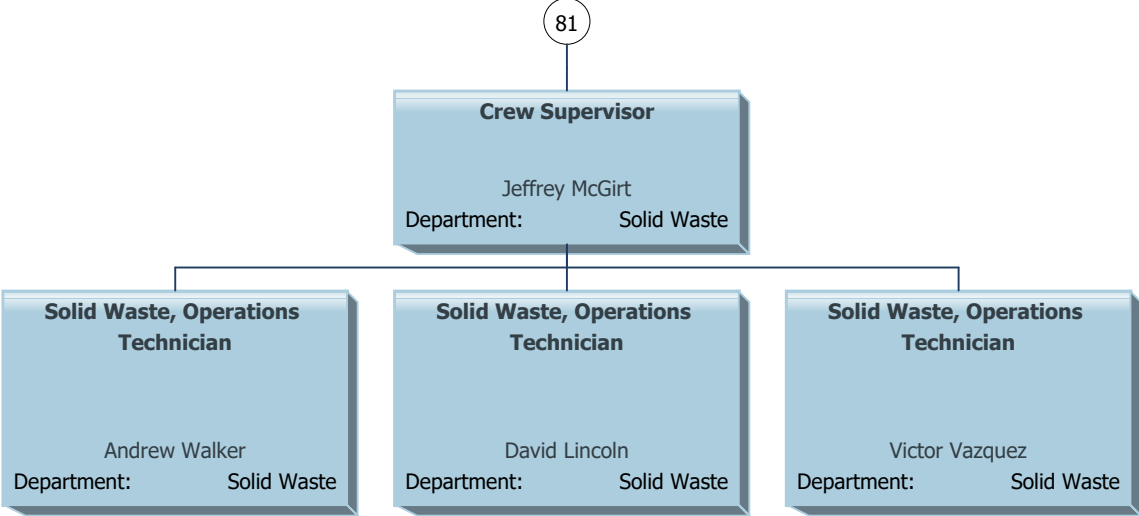 81
Crew Supervisor
Jeffrey McGirt
Department: Solid Waste
Solid Waste, Operations
Technician
Andrew Walker
Department: Solid Waste
Solid Waste, Operations
Technician
David Lincoln
Department: Solid Waste
Solid Waste, Operations
Technician
Victor Vazquez
Department: Solid Waste